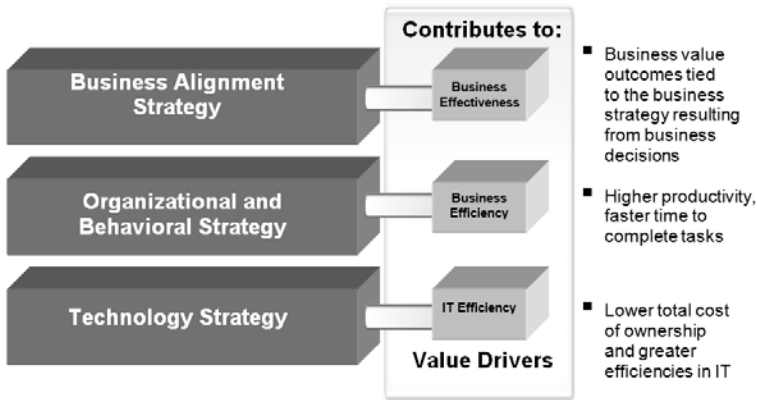 Contributes to:
Business Alignment
Strategy
Business
Effectiveness
▪ Business value
outcomes tied
to the business
strategy resulting
from business
decisions
Organizational and
Behavioral Strategy
Business
Efficiency
▪ Higher productivity,
faster time to
complete tasks
Technology Strategy
IT Efficiency
▪ Lower total cost
of ownership
and greater
efficiencies in IT
Value Drivers